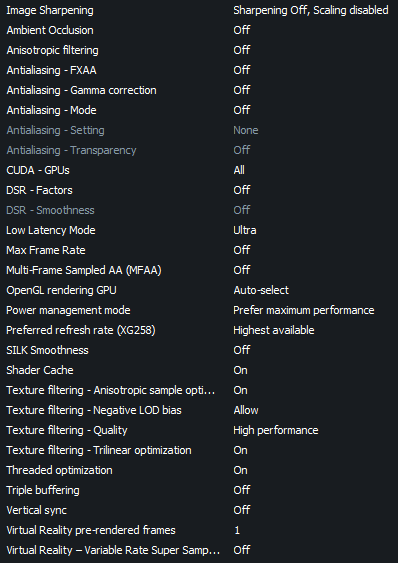 Image Sharpening Sharpening Off, Scaling disabled
Ambient Occlusion Off
Anisotropic filtering Off
Antialiasing - FXAA Off
Antialiasing - Gamma correction Off
Antialiasing - Mode Off
Antialiasing - Setting None
Antialiasing - Transparency Off
CUDA - GPUs All
DSR - Factors Off
DSR - Smoothness Off
Low Latency Mode Ultra
Max Frame Rate Off
Multi-Frame Sampled AA (MFAA) Off
OpenGL rendering GPU Auto-select
Power management mode Prefer maximum performance
Preferred refresh rate (XG258) Highest available
SILK Smoothness Off
Shader Cache On
Texture filtering - Anisotropic sample opti... On
Texture filtering - Negative LOD bias Allow
Texture filtering - Quality High performance
Texture filtering - Trilinear optimization On
Threaded optimization On
Triple buffering Off
Vertical sync Off
Virtual Reality pre-rendered frames 1
Virtual Reality – Variable Rate Super Samp... Off